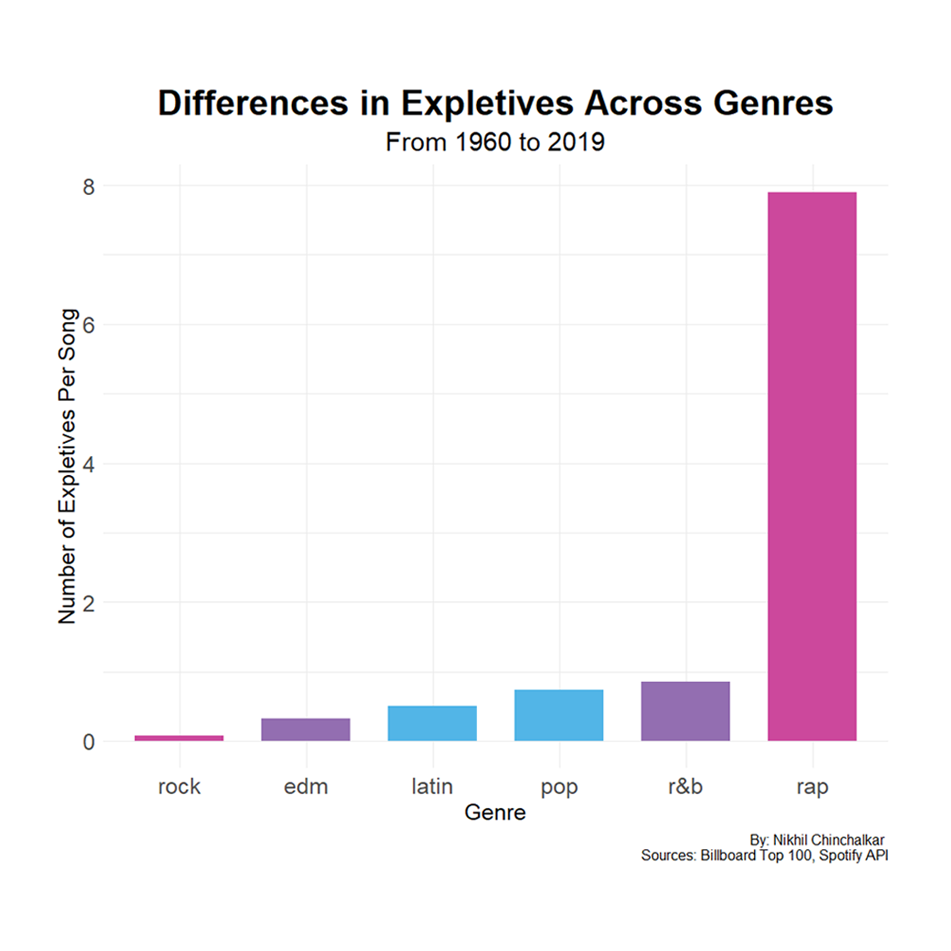 Differences in Expletives Across Genres
From 1960 to 2019
Number of Expletives Per Song
8
6
4
2
0
rock edm latin pop r&b rap
Genre
By: Nikhil Chinchalkar
Sources: Billboard Top 100, Spotify API